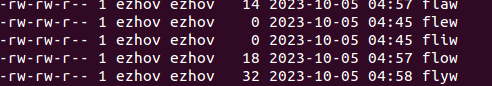 -rw-rw-r-- 1 ezhov ezhov   14 2023-10-05 04:57 flaw
-rw-rw-r-- 1 ezhov ezhov    0 2023-10-05 04:45 flew
-rw-rw-r-- 1 ezhov ezhov    0 2023-10-05 04:45 fliw
-rw-rw-r-- 1 ezhov ezhov   18 2023-10-05 04:57 flow
-rw-rw-r-- 1 ezhov ezhov   32 2023-10-05 04:58 flyw